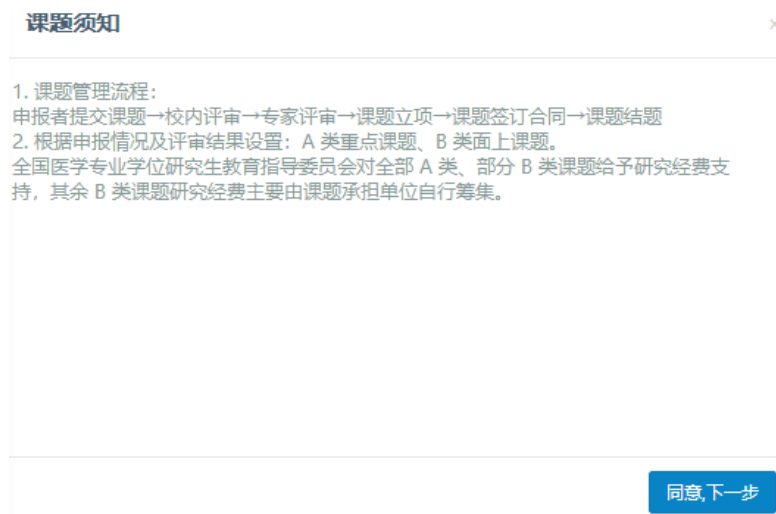 课题须知
1. 课题管理流程：
申报者提交课题→校内评审→专家评审→课题立项→课题签订合同→课题结题
2. 根据申报情况及评审结果设置：A 类重点课题、B 类面上课题。
全国医学专业学位研究生教育指导委员会对全部 A 类、部分 B 类课题给予研究经费支
持，其余 B 类课题研究经费主要由课题承担单位自行筹集。
同意,下一步